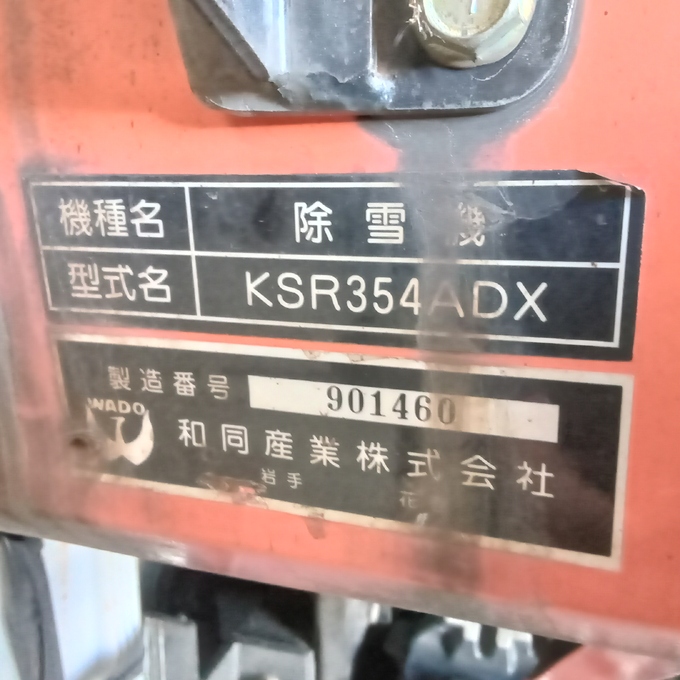 機種名 除雪機
型式名 KSR354ADX
製造番号 901460
WADO
和同産業株式会社
岩手 花